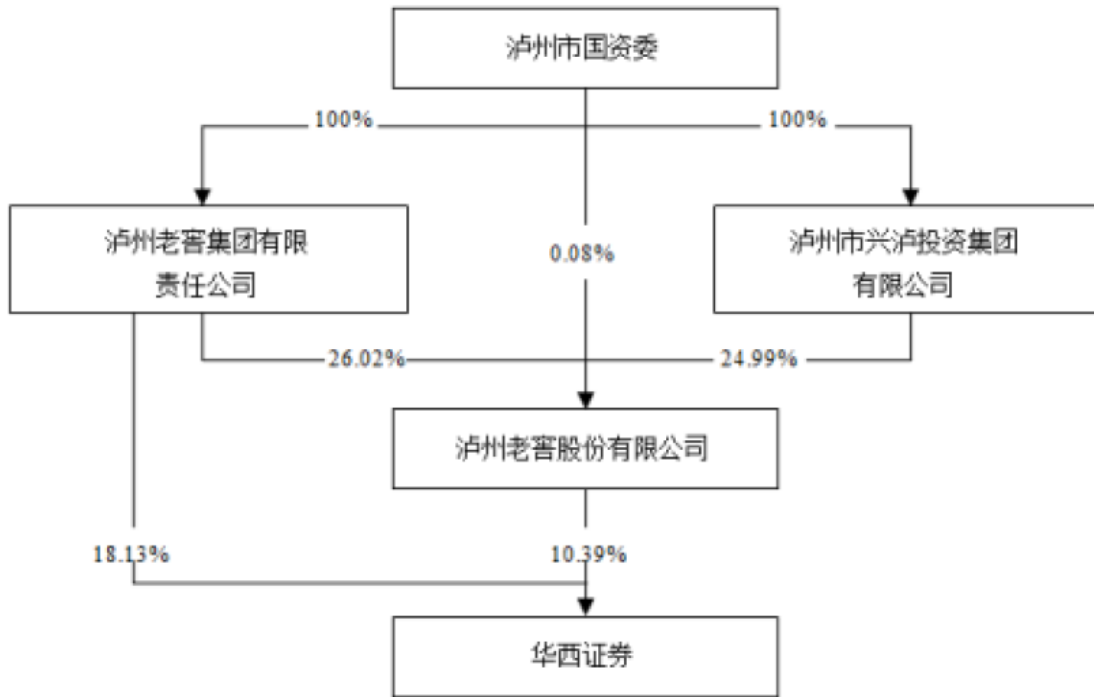 泸州市国资委
100%
100%
泸州老窖集团有限
责任公司
0.08%
泸州市兴泸投资集团
有限公司
26.02%
24.99%
泸州老窖股份有限公司
18.13%
10.39%
华西证券